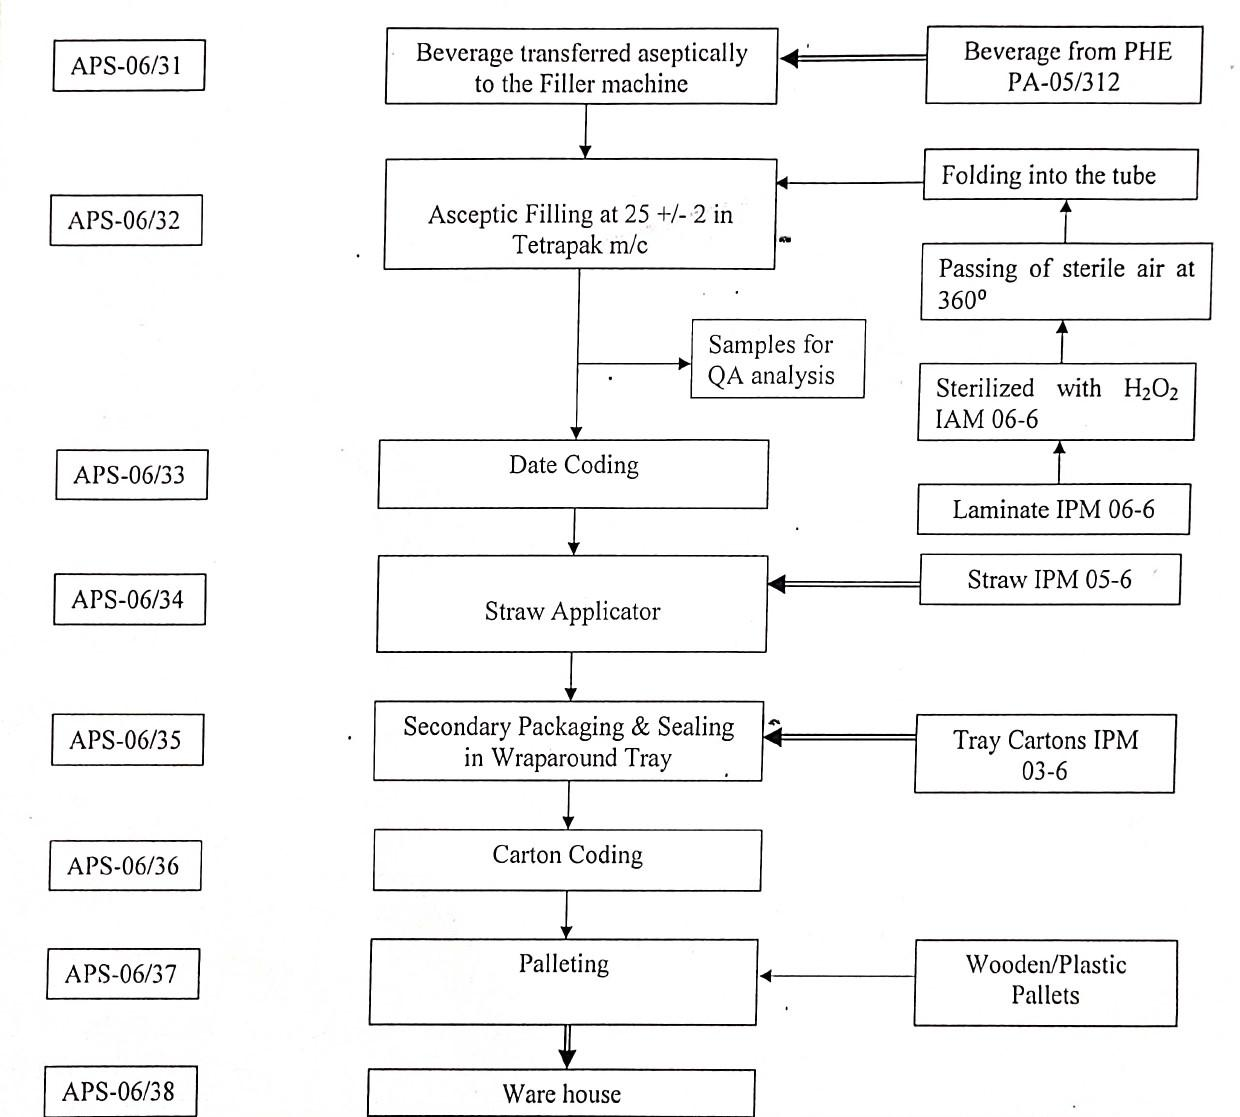 APS-06/31
Beverage transferred aseptically
to the Filler machine
Beverage from PHE
PA-05/312
Folding into the tube
APS-06/32
Asceptic Filling at 25 +/- 2 in
Tetrapak m/c
Passing of sterile air at
360⁰
Samples for
QA analysis
Sterilized with H₂O₂
IAM 06-6
APS-06/33
Date Coding
Laminate IPM 06-6
APS-06/34
Straw Applicator
Straw IPM 05-6
APS-06/35
Secondary Packaging & Sealing
in Wraparound Tray
Tray Cartons IPM
03-6
APS-06/36
Carton Coding
APS-06/37
Palleting
Wooden/Plastic
Pallets
APS-06/38
Ware house